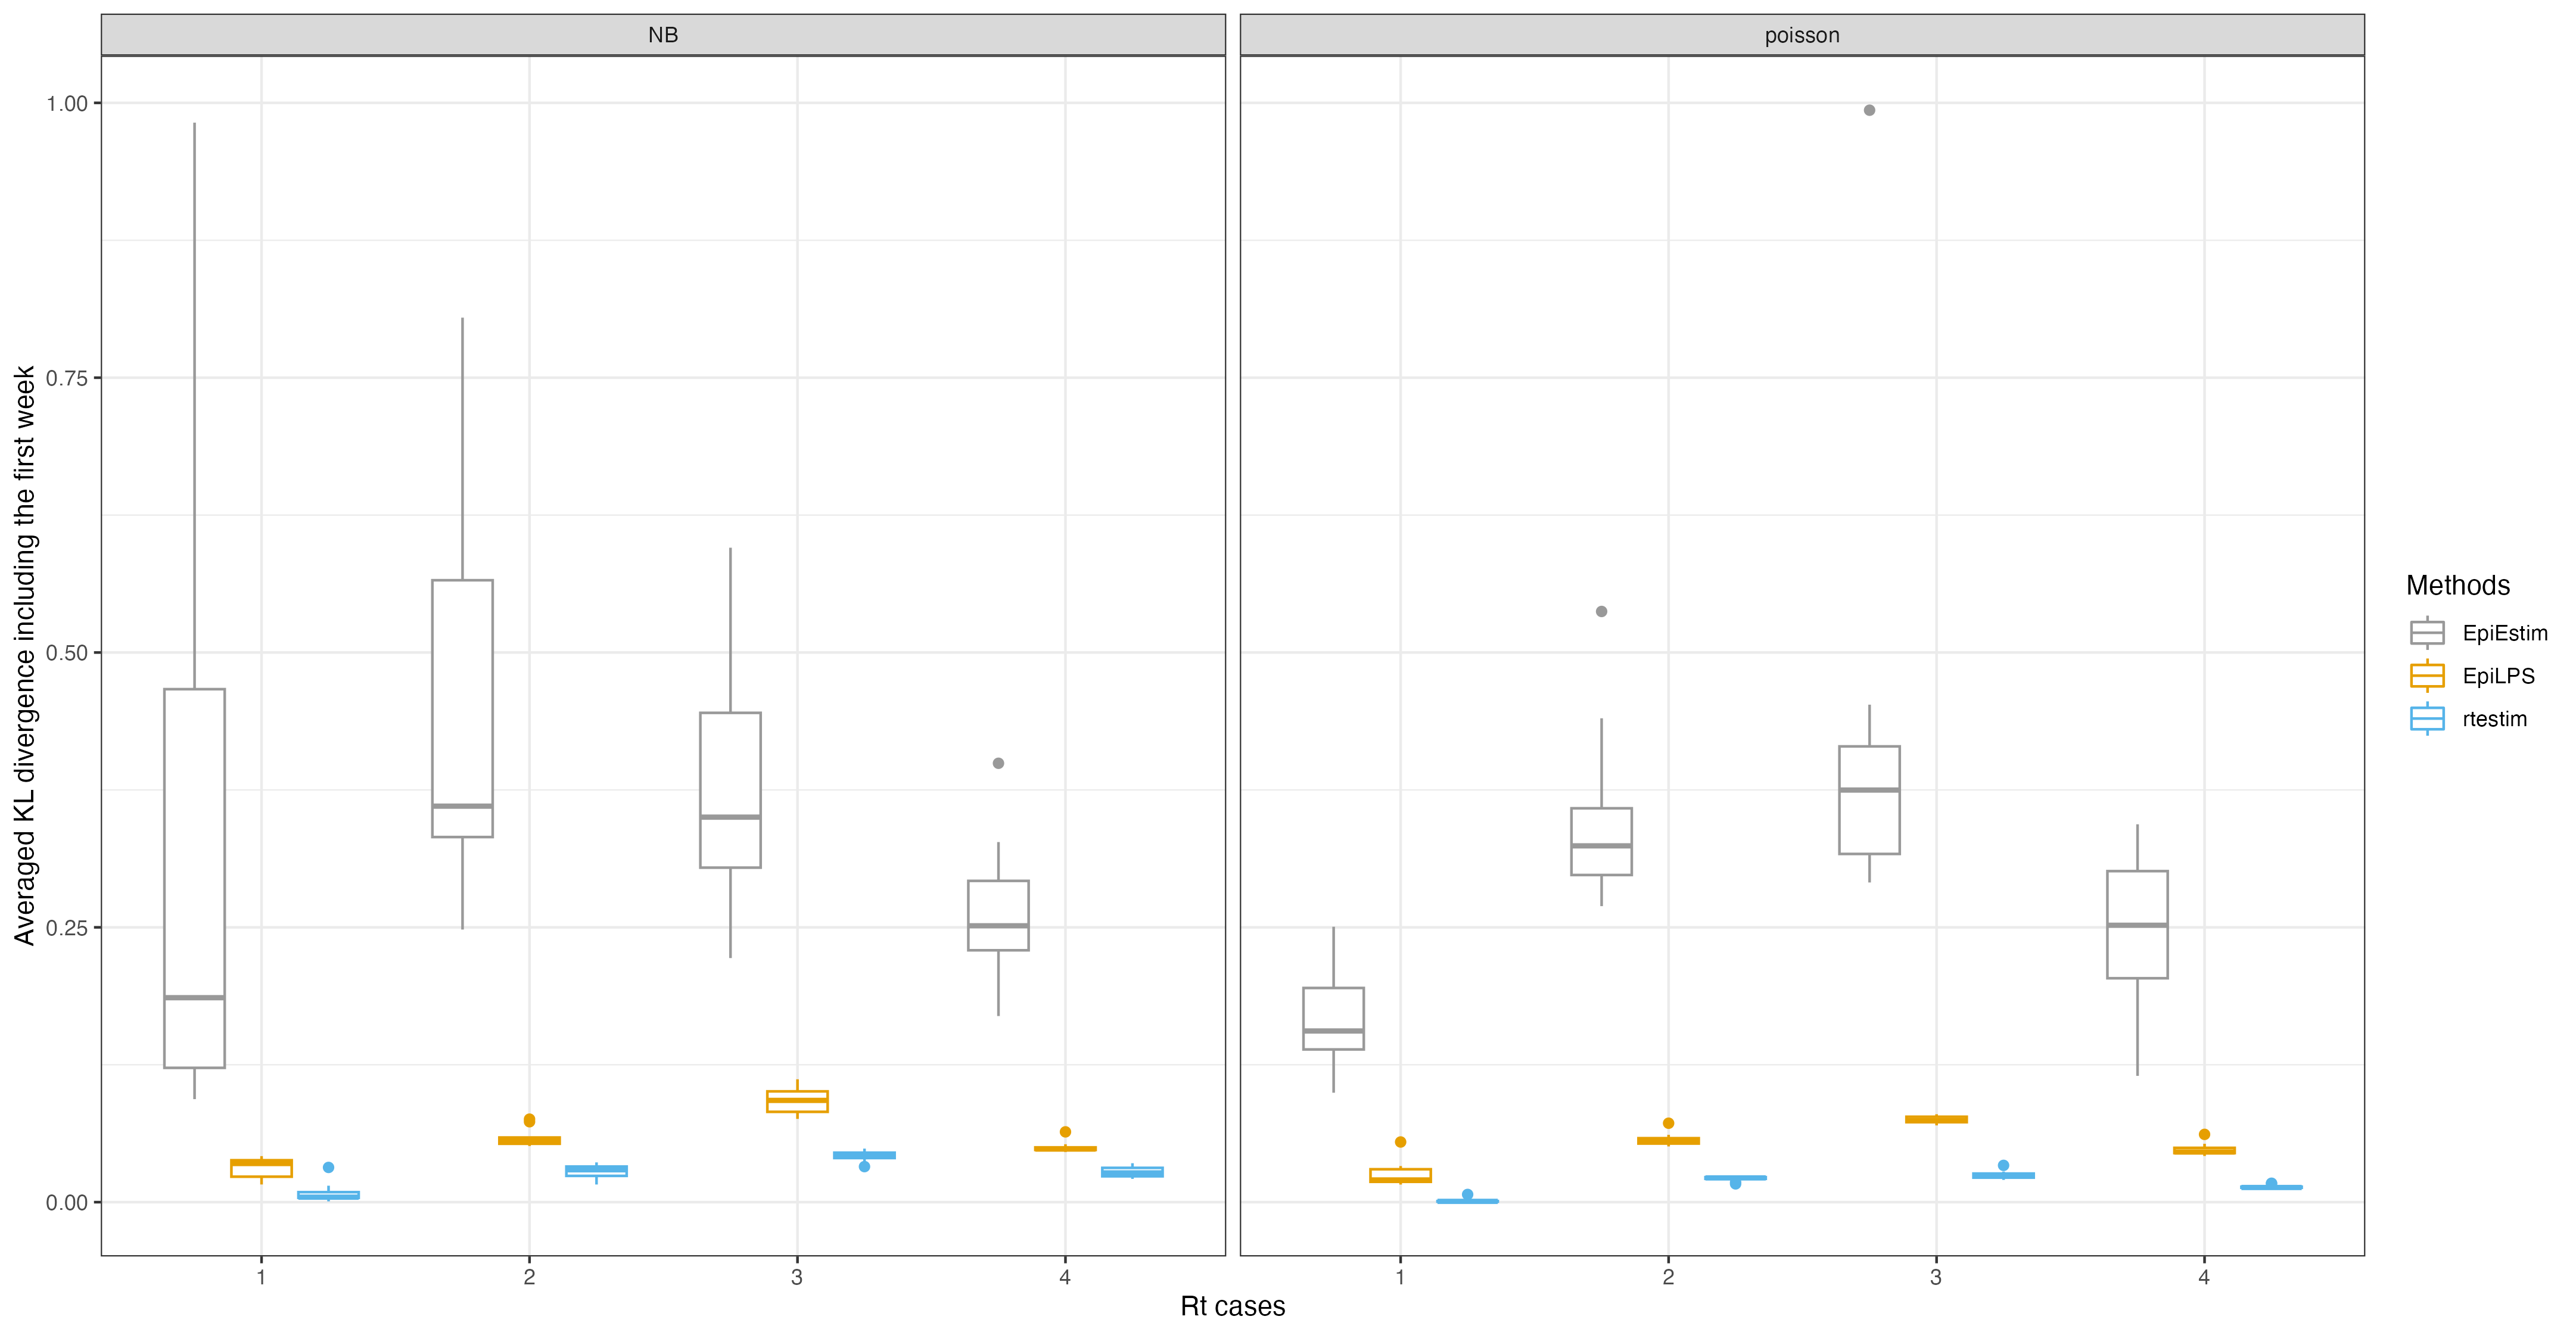 NB
poisson
Averaged KL divergence including the first week
1.00
0.75
0.50
0.25
0.00
1
2
3
4
1
2
3
4
Rt cases
Methods
EpiEstim
EpiLPS
rtestim